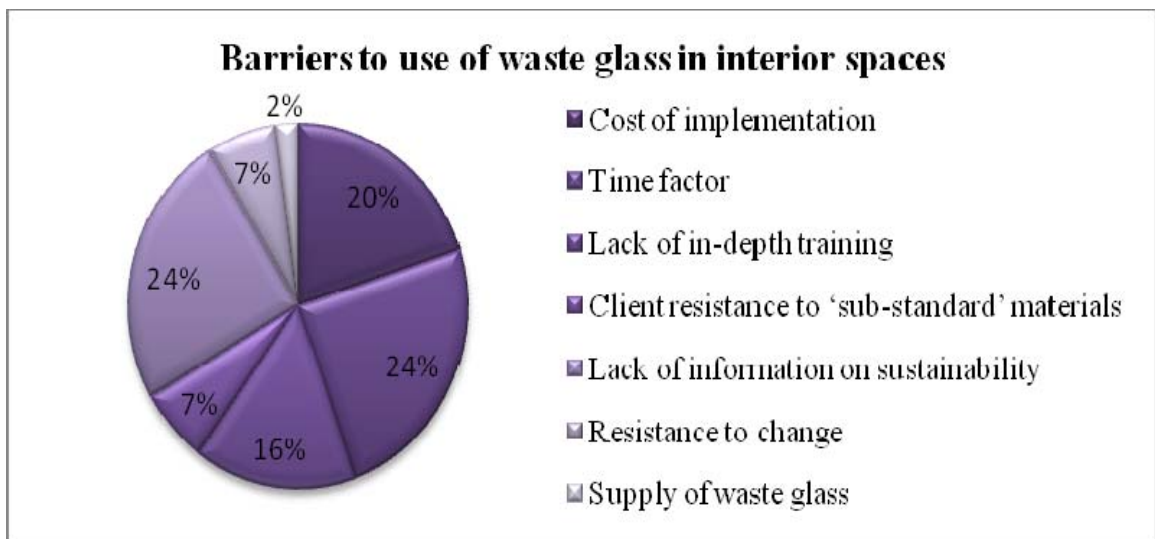 Barriers to use of waste glass in interior spaces
2%
7%
20%
24%
24%
7%
16%
Cost of implementation
Time factor
Lack of in-depth training
Client resistance to ‘sub-standard’ materials
Lack of information on sustainability
Resistance to change
Supply of waste glass